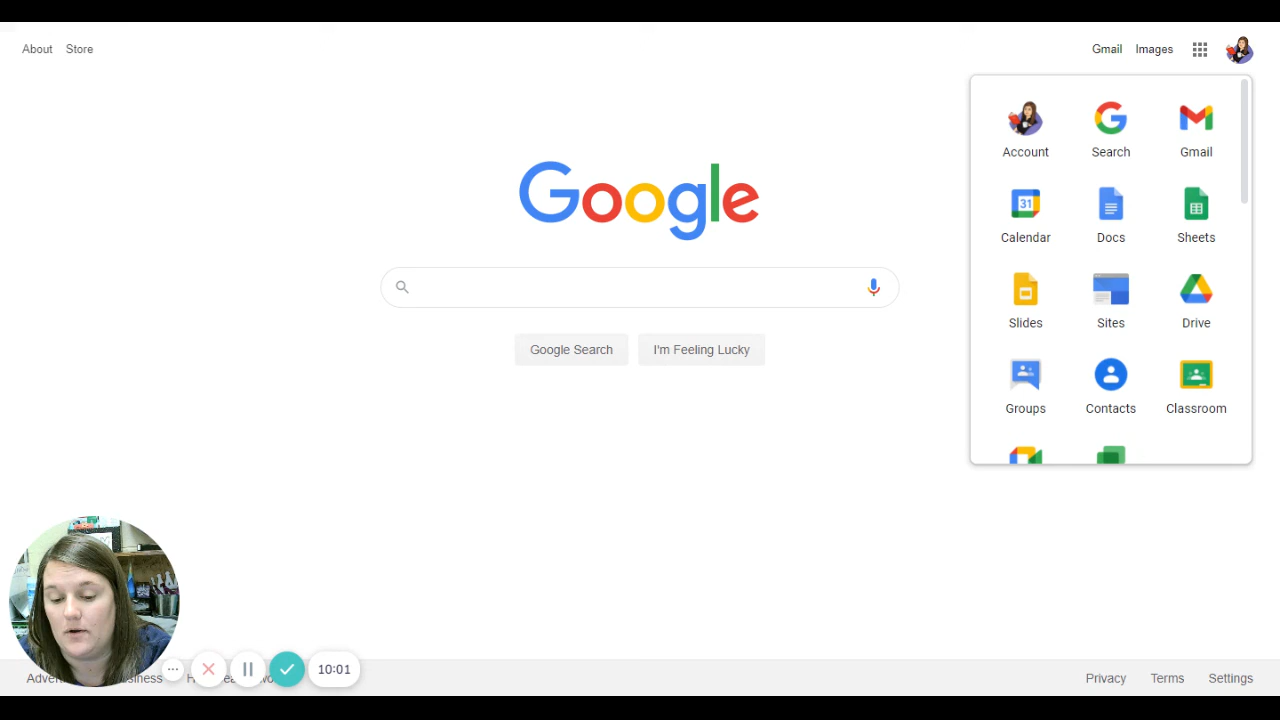 About Store
Gmail Images
Account Search Gmail
31
Calendar Docs Sheets
Google
Slides Sites Drive
Google Search I'm Feeling Lucky
Groups Contacts Classroom
10:01
Privacy Terms Settings